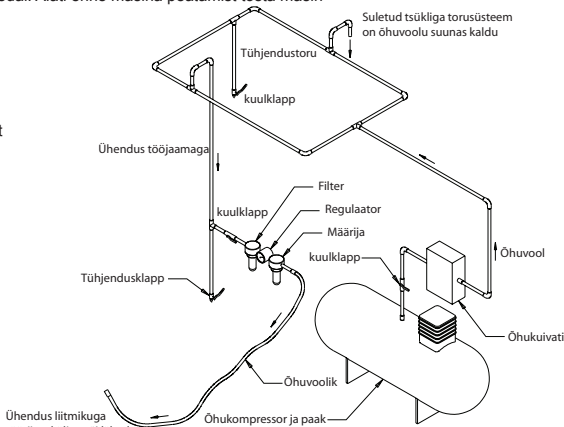 Suletud tsükliga torusüsteem
on õhuvoolu suunas kaldu
Tühjendustoru
kuulklapp
Ühendus tööjaamaga
Filter
kuulklapp
Regulaator
Määrija
kuulklapp
Õhuvool
Tühjendusklapp
Õhukuivati
Õhuvoolik
Ühendus liitmikuga
Õhukompressor ja paak